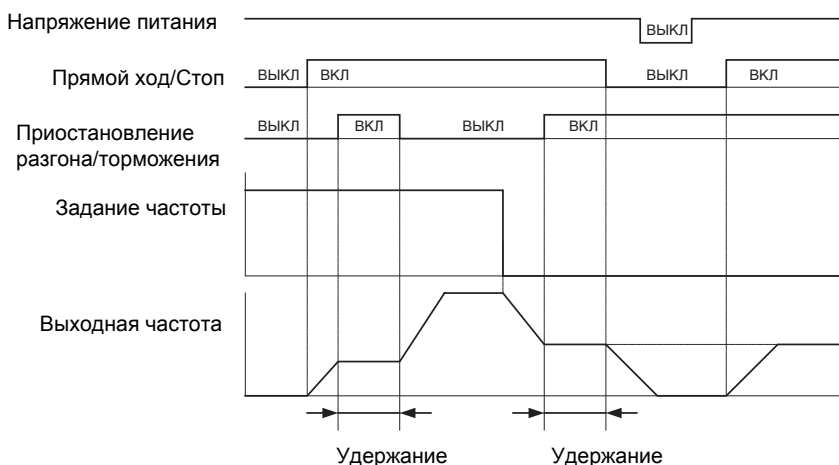 Напряжение питания
ВЫКЛ
Прямой ход/Стоп
ВЫКЛ ВКЛ ВЫКЛ ВКЛ
Приостановление
разгона/торможения
ВЫКЛ ВКЛ ВЫКЛ ВКЛ
Задание частоты
Выходная частота
Удержание Удержание